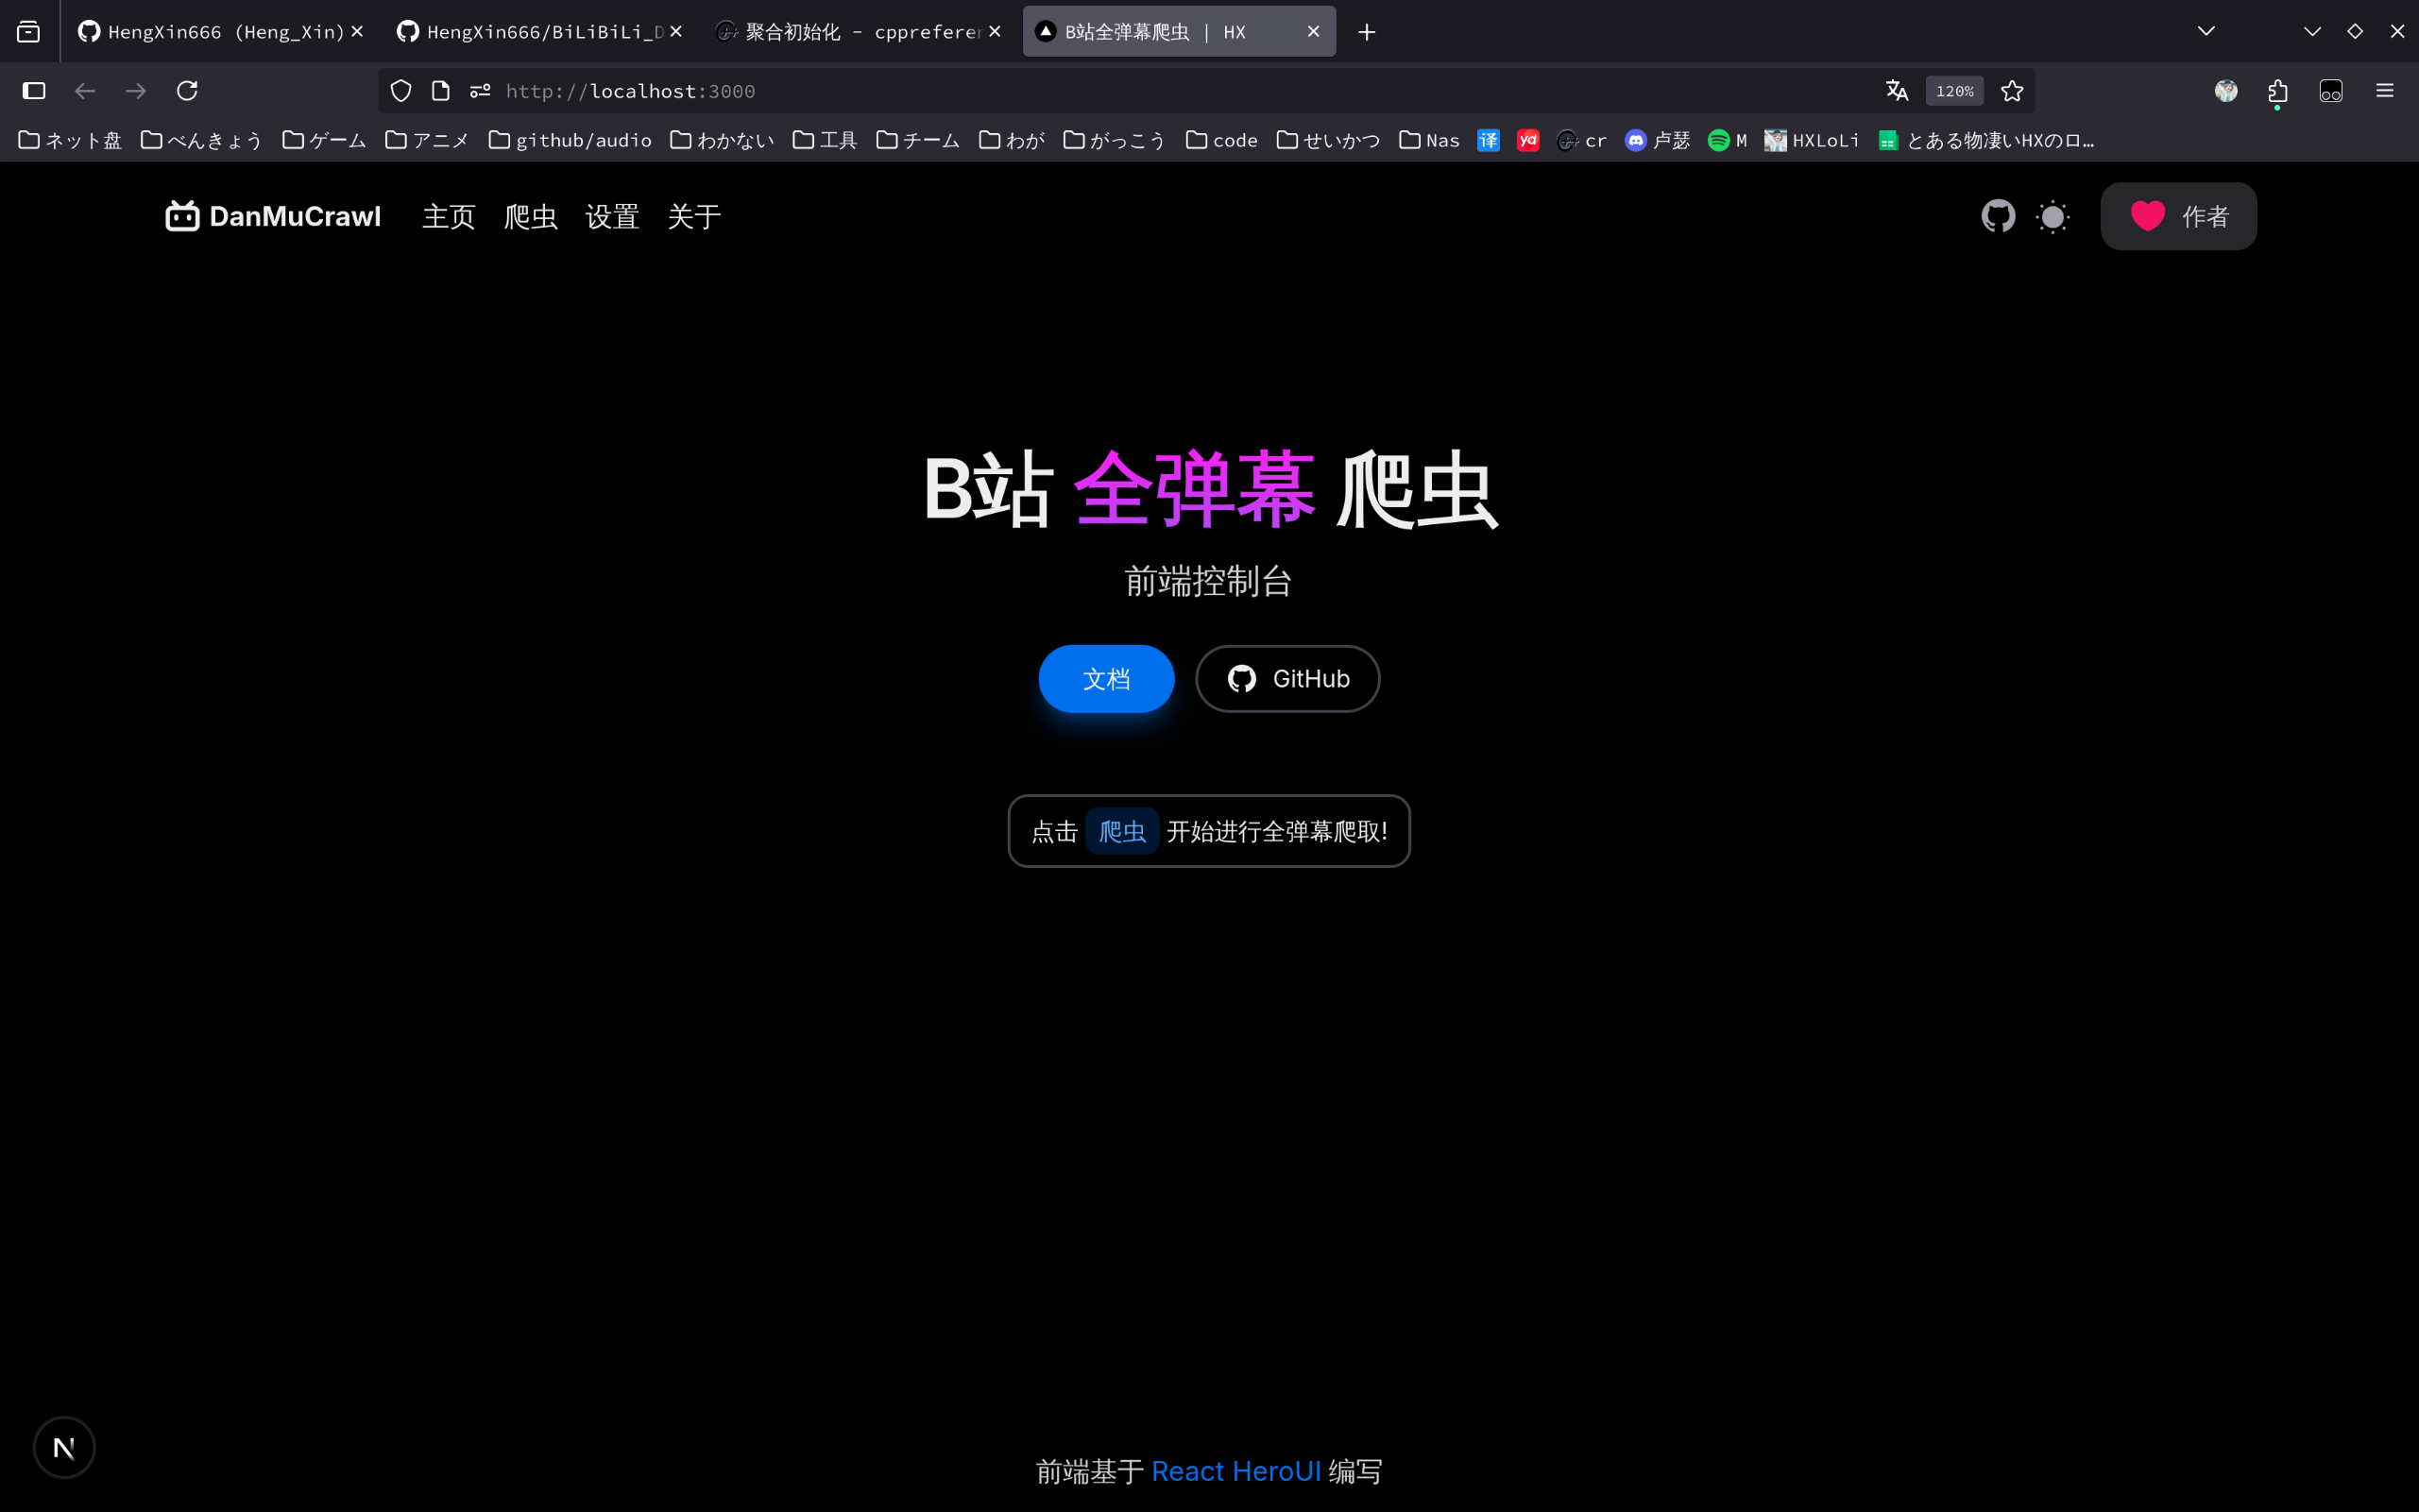 HengXin666 (Heng_Xin)
HengXin666/BiLiBiLi_D
聚合初始化 - cpprefere
B站全弹幕爬虫 | HX
http://localhost:3000
120%
ネット盘 べんきょう ゲーム アニメ github/audio わかない 工具 チーム わが がっこう code せいかつ Nas 译 yd cr 卢瑟 M HXLoLi とある物凄いHXのロ…
DanMuCrawl 主页 爬虫 设置 关于 作者
B站 全弹幕 爬虫
前端控制台
文档 GitHub
点击 爬虫 开始进行全弹幕爬取!
N
前端基于 React HeroUI 编写